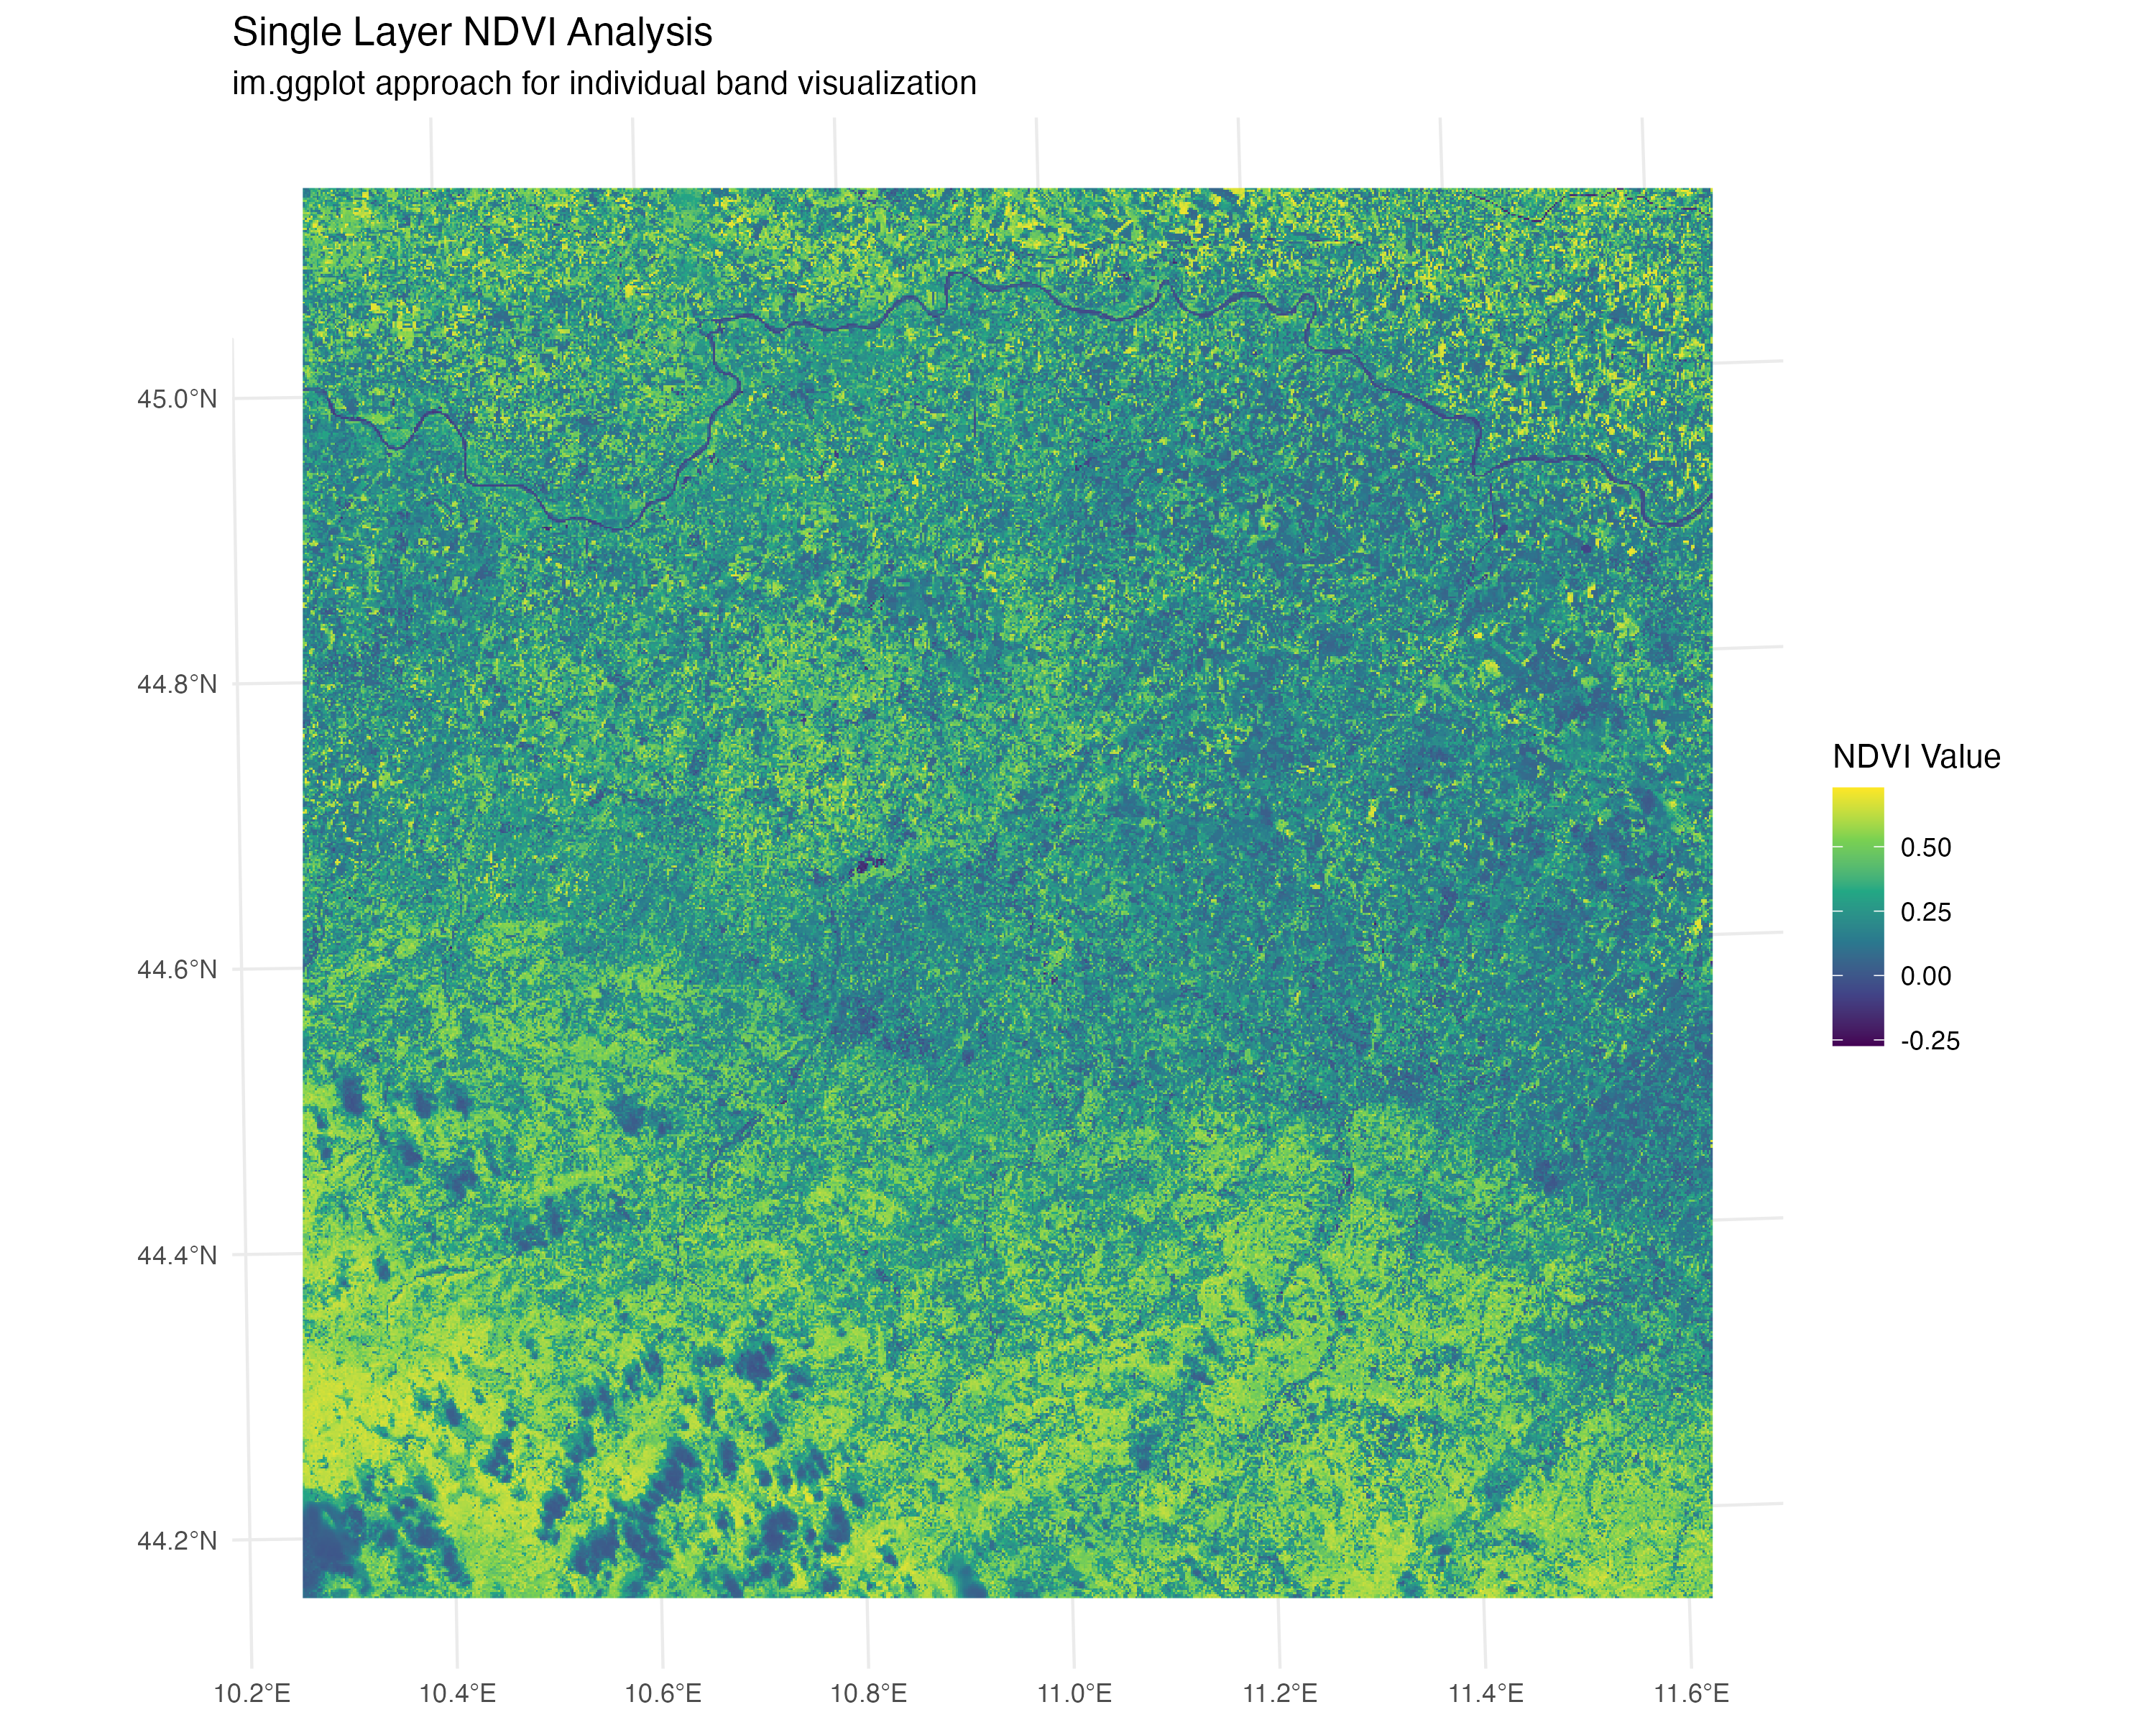 Single Layer NDVI Analysis
im.ggplot approach for individual band visualization
45.0°N
44.8°N
44.6°N
44.4°N
44.2°N
10.2°E 10.4°E 10.6°E 10.8°E 11.0°E 11.2°E 11.4°E 11.6°E
NDVI Value
0.50
0.25
0.00
-0.25